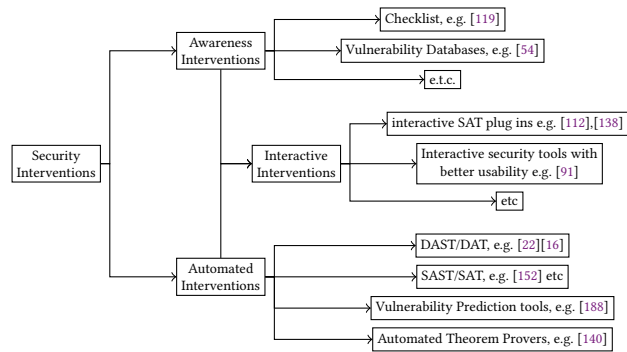 Checklist, e.g. [119]
Awareness
Interventions
Vulnerability Databases, e.g. [54]
e.t.c.
interactive SAT plug ins e.g. [112],[138]
Security
Interventions
Interactive
Interventions
Interactive security tools with
better usability e.g. [91]
etc
DAST/DAT, e.g. [22][16]
Automated
Interventions
SAST/SAT, e.g. [152] etc
Vulnerability Prediction tools, e.g. [188]
Automated Theorem Provers, e.g. [140]